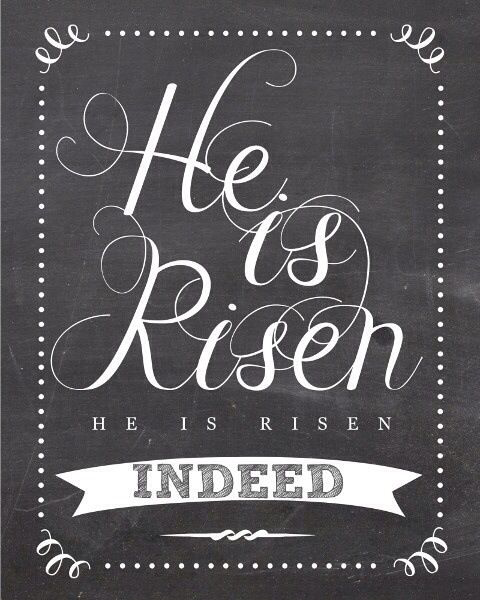 He
is
Risen
HE IS RISEN
INDEED